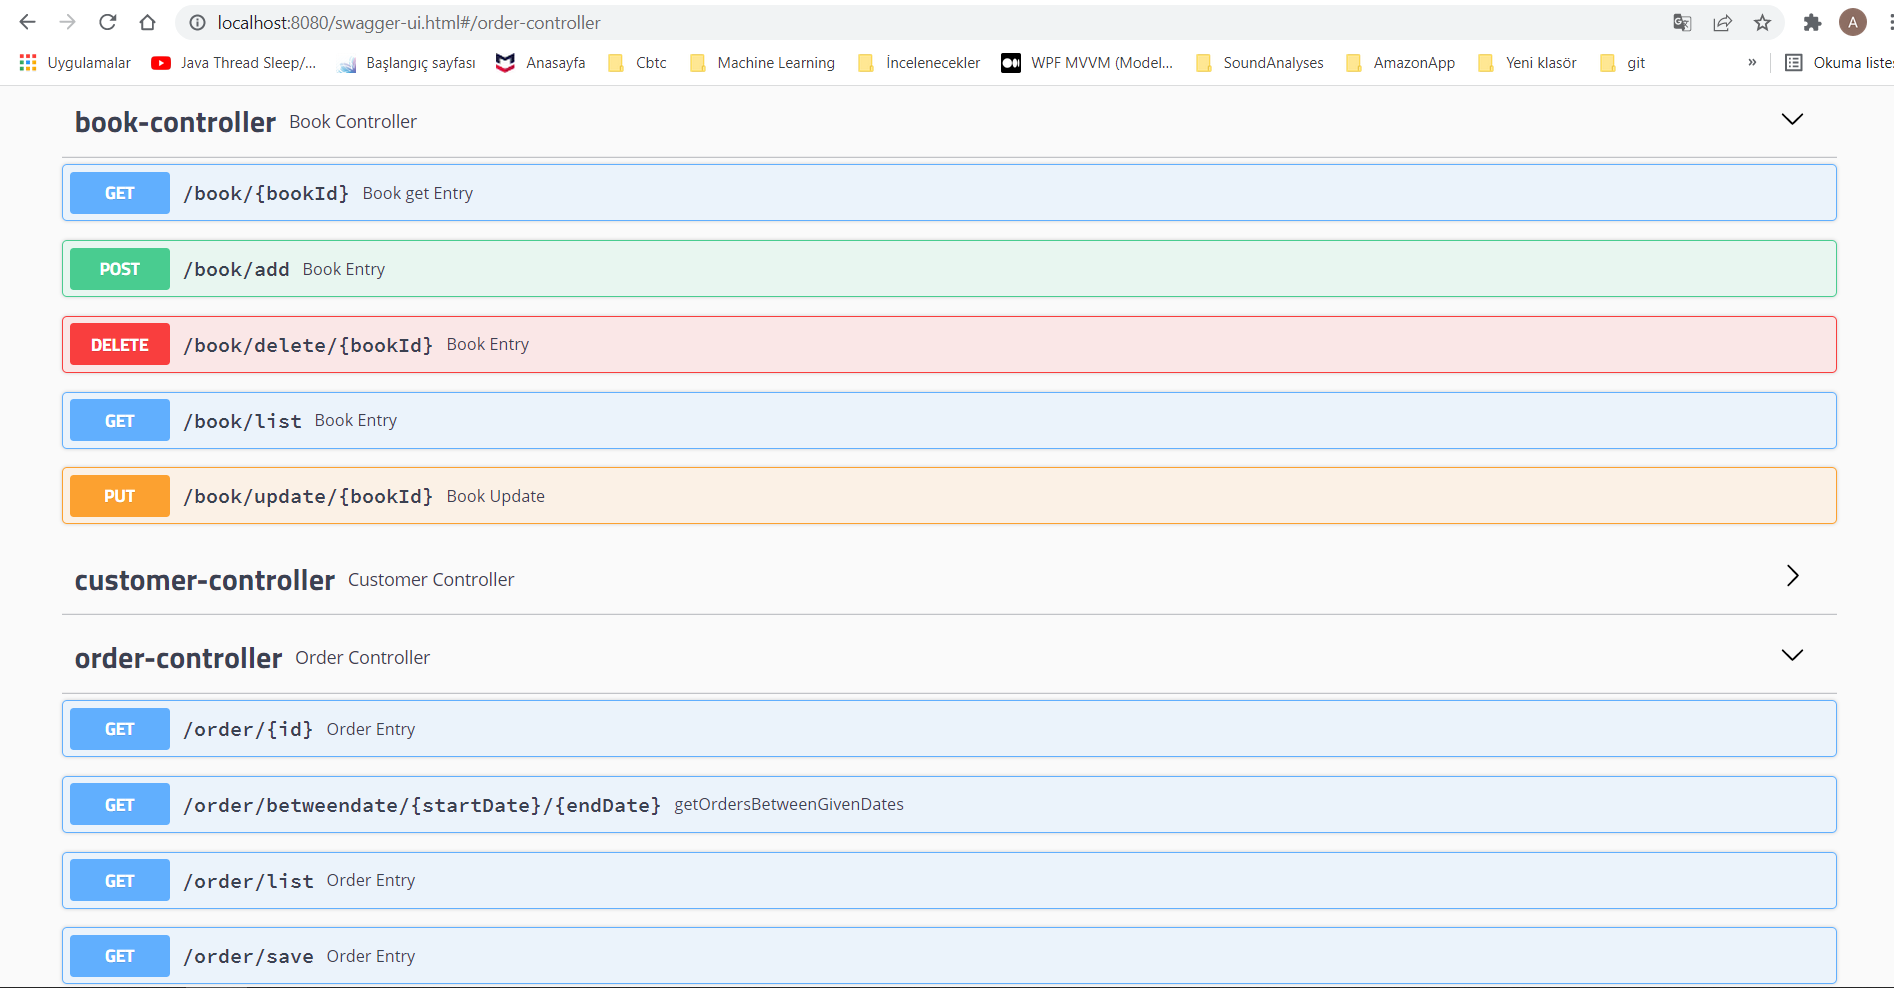 localhost:8080/swagger-ui.html#/order-controller A
Uygulamalar Java Thread Sleep/... Başlangıç sayfası Anasayfa Cbtc Machine Learning İncelenecekler WPF MVVM (Model... SoundAnalyses AmazonApp Yeni klasör git » Okuma listes
book-controller Book Controller
GET /book/{bookId} Book get Entry
POST /book/add Book Entry
DELETE /book/delete/{bookId} Book Entry
GET /book/list Book Entry
PUT /book/update/{bookId} Book Update
customer-controller Customer Controller
order-controller Order Controller
GET /order/{id} Order Entry
GET /order/betweendate/{startDate}/{endDate} getOrdersBetweenGivenDates
GET /order/list Order Entry
GET /order/save Order Entry